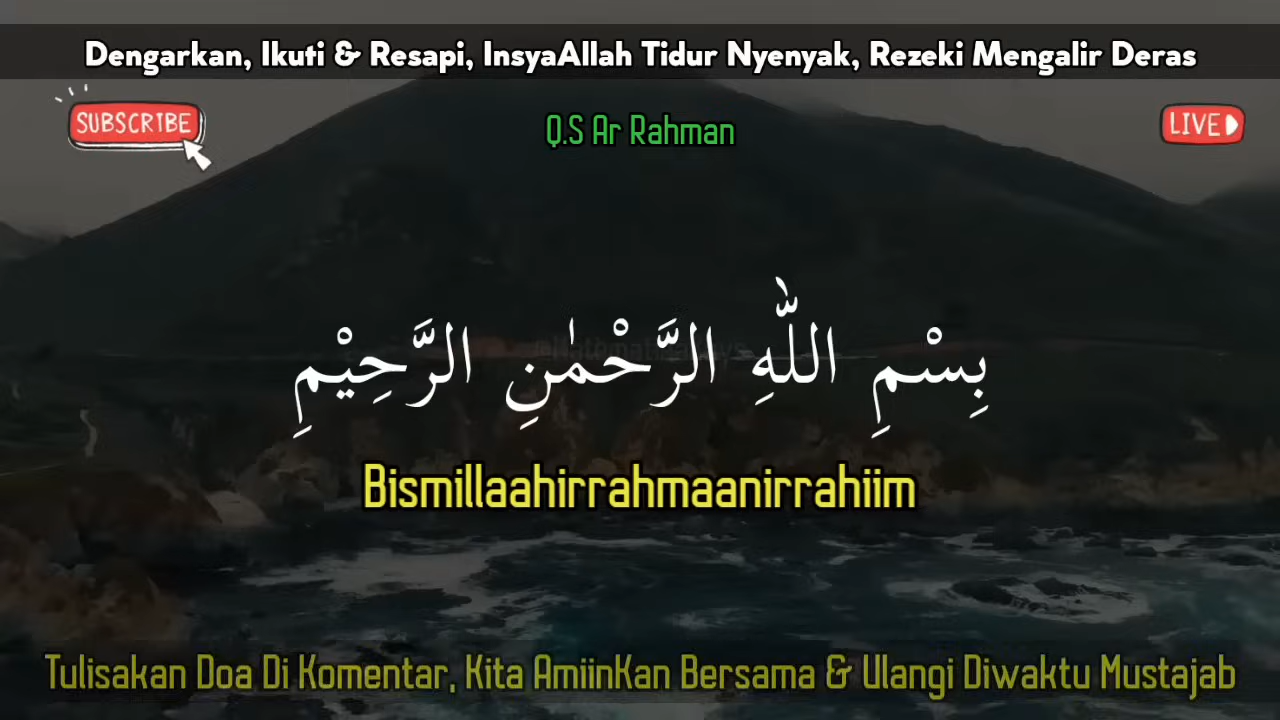 Dengarkan, Ikuti & Resapi, InsyaAllah Tidur Nyenyak, Rezeki Mengalir Deras
SUBSCRIBE
Q.S Ar Rahman
LIVE
بِسْمِ اللّٰهِ الرَّحْمٰنِ الرَّحِيْمِ
Bismillaahirrahmaanirrahiim
Tulisakan Doa Di Komentar, Kita AmiinKan Bersama & Ulangi Diwaktu Mustajab